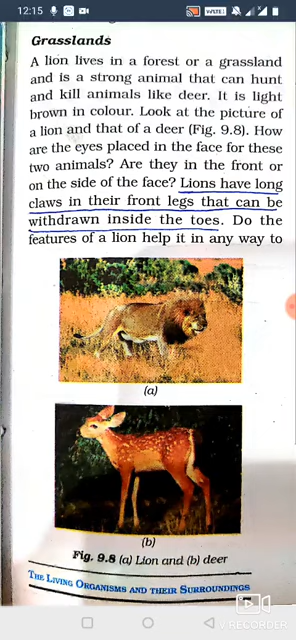 12:15
VoLTE
Grasslands
A lion lives in a forest or a grassland
and is a strong animal that can hunt
and kill animals like deer. It is light
brown in colour. Look at the picture of
a lion and that of a deer (Fig. 9.8). How
are the eyes placed in the face for these
two animals? Are they in the front or
on the side of the face? Lions have long
claws in their front legs that can be
withdrawn inside the toes. Do the
features of a lion help it in any way to
(a)
(b)
Fig. 9.8 (a) Lion and (b) deer
THE LIVING ORGANISMS AND THEIR SURROUNDINGS
V RECORDER